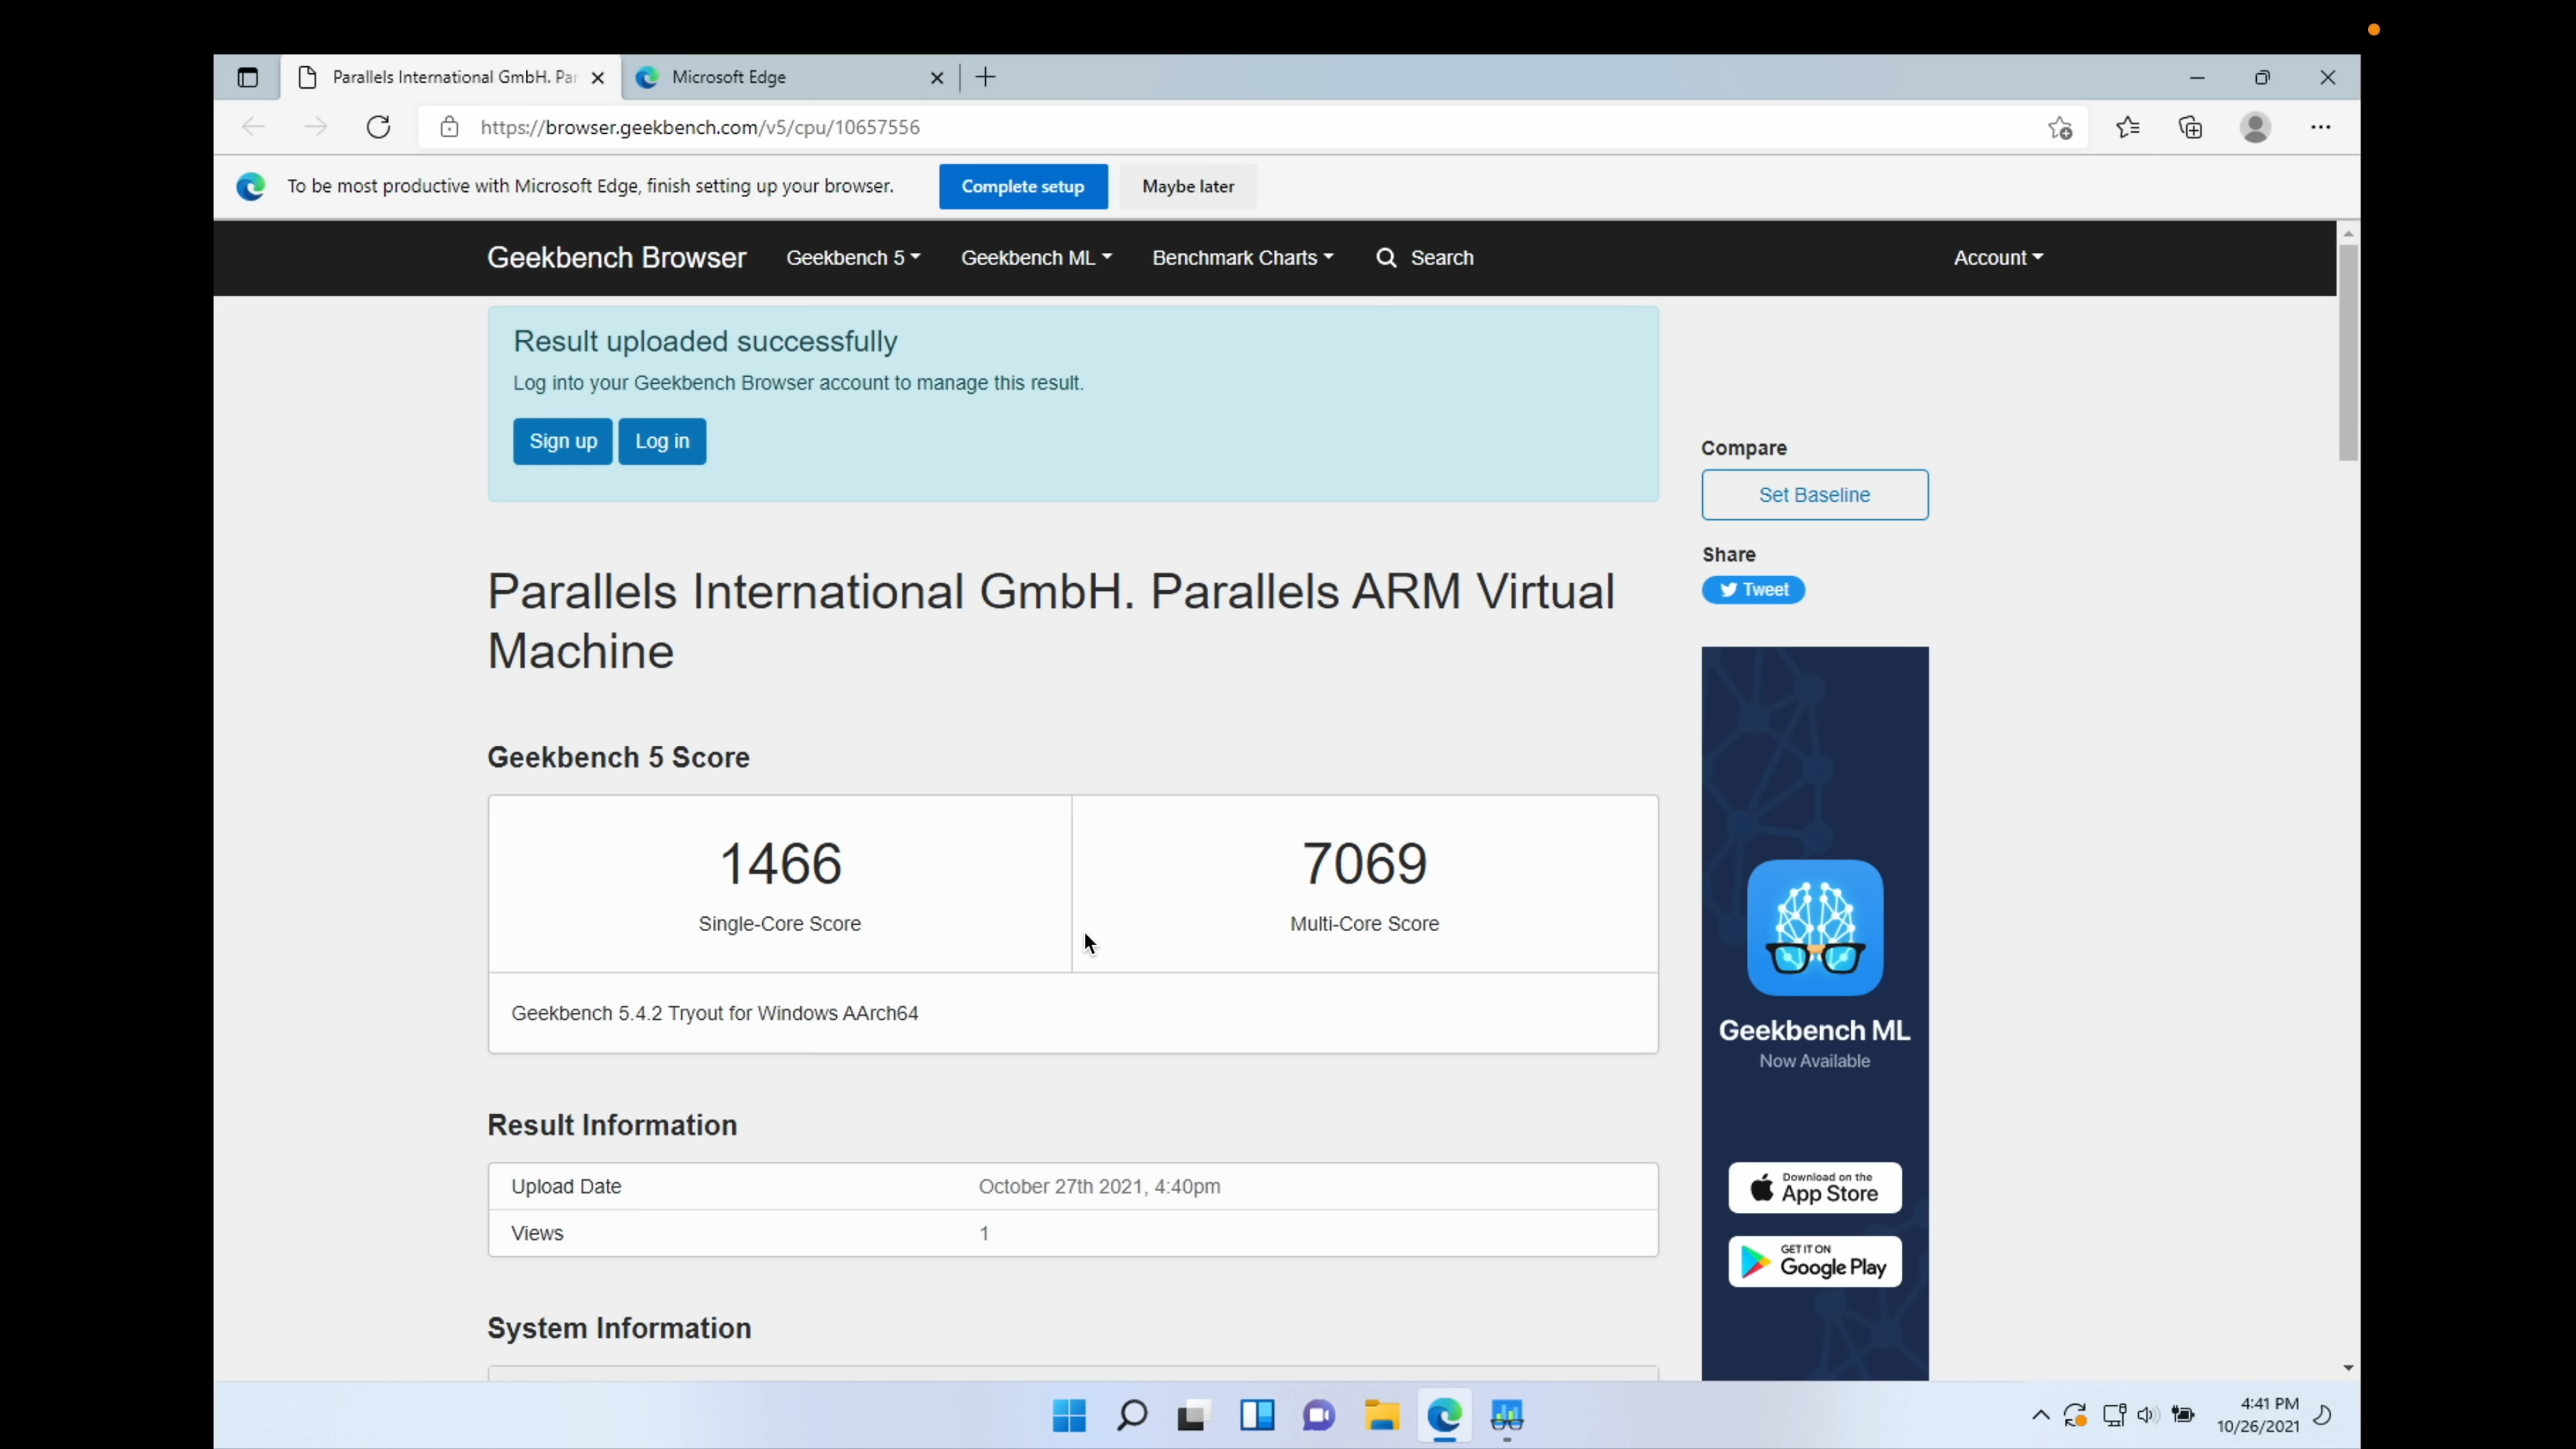 Parallels International GmbH. Par
Microsoft Edge
https://browser.geekbench.com/v5/cpu/10657556
To be most productive with Microsoft Edge, finish setting up your browser.
Complete setup
Maybe later
Geekbench Browser
Geekbench 5
Geekbench ML
Benchmark Charts
Search
Account
Result uploaded successfully
Log into your Geekbench Browser account to manage this result.
Sign up
Log in
Compare
Set Baseline
Share
Tweet
Parallels International GmbH. Parallels ARM Virtual
Machine
Geekbench 5 Score
1466
7069
Single-Core Score
Multi-Core Score
Geekbench 5.4.2 Tryout for Windows AArch64
Geekbench ML
Now Available
Result Information
Upload Date
October 27th 2021, 4:40pm
Views
1
Download on the
App Store
GET IT ON
Google Play
System Information
4:41 PM
10/26/2021